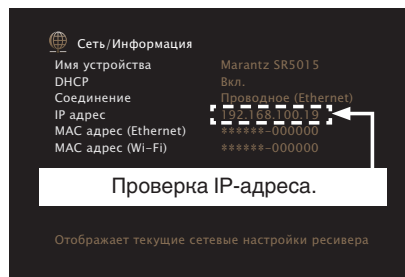 Сеть/Информация
Имя устройства Marantz SR5015
DHCP Вкл.
Соединение Проводное (Ethernet)
IP адрес 192.168.100.19
MAC адрес (Ethernet) ******-000000
MAC адрес (Wi-Fi) ******-000000
Проверка IP-адреса.
Отображает текущие сетевые настройки ресивера